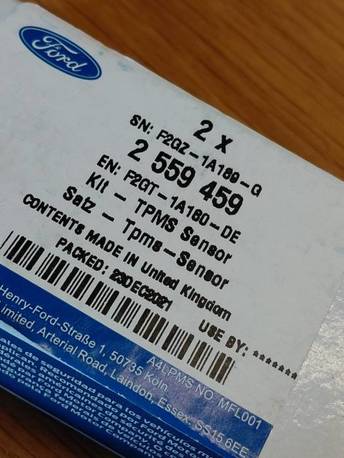 Ford
2 x
SN: F2GZ-1A189-G
2 559 459
EN: F2GT-1A180-DE
Kit - TPMS Sensor
Satz - Tpms-Sensor
CONTENTS MADE IN United Kingdom
PACKED: 23DEC2021
USE BY: *******
A4LPMS NO. MFL001
Henry-Ford-Straße 1, 50735 Köln
Limited, Arterial Road, Laindon, Essex. SS15 6EE